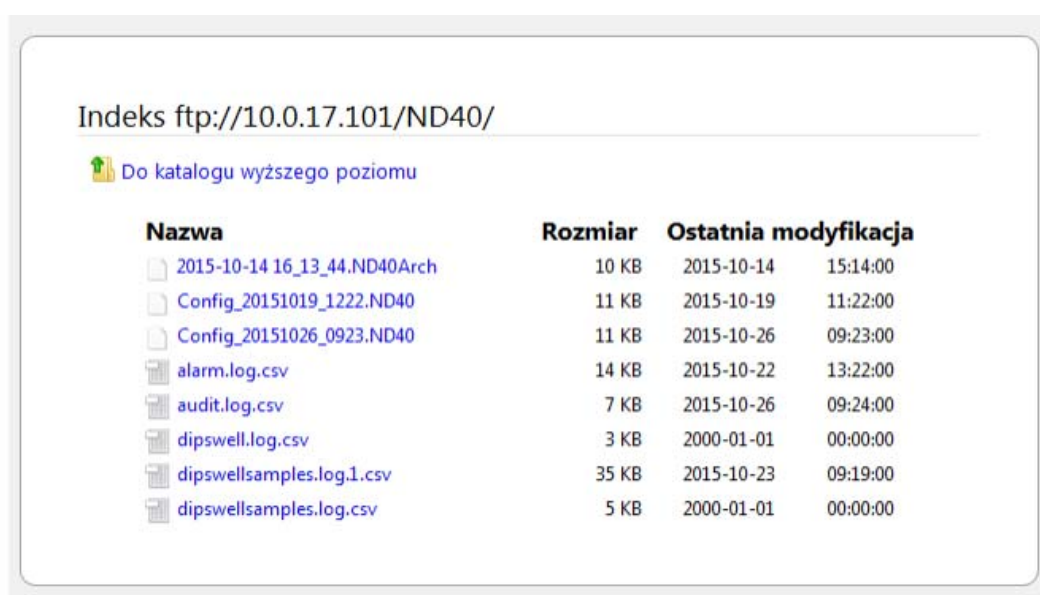 Indeks ftp://10.0.17.101/ND40/
Do katalogu wyższego poziomu
Nazwa Rozmiar Ostatnia modyfikacja
2015-10-14 16_13_44.ND40Arch 10 KB 2015-10-14 15:14:00
Config_20151019_1222.ND40 11 KB 2015-10-19 11:22:00
Config_20151026_0923.ND40 11 KB 2015-10-26 09:23:00
alarm.log.csv 14 KB 2015-10-22 13:22:00
audit.log.csv 7 KB 2015-10-26 09:24:00
dipswell.log.csv 3 KB 2000-01-01 00:00:00
dipswellsamples.log.1.csv 35 KB 2015-10-23 09:19:00
dipswellsamples.log.csv 5 KB 2000-01-01 00:00:00